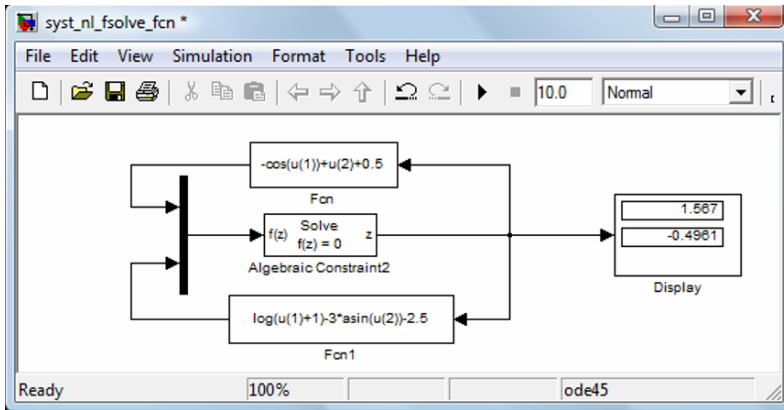 syst_nl_fsolve_fcn *
File Edit View Simulation Format Tools Help
10.0 Normal
-cos(u(1))+u(2)+0.5
Fcn
f(z) Solve f(z) = 0 z
Algebraic Constraint2
1.567
-0.4961
Display
log(u(1)+1)-3*asin(u(2))-2.5
Fcn1
Ready 100% ode45